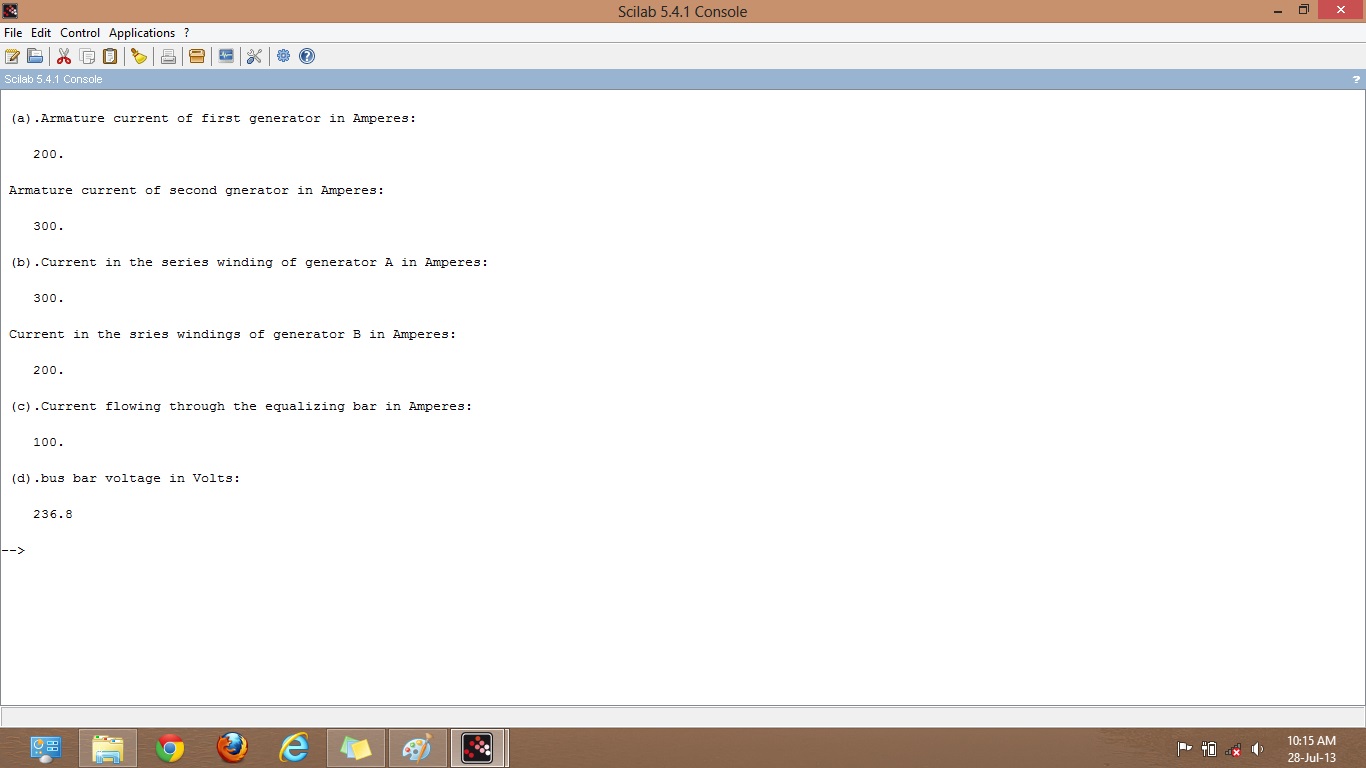 Scilab 5.4.1 Console
File Edit Control Applications ?
Scilab 5.4.1 Console ?
(a).Armature current of first generator in Amperes:
200.
Armature current of second gnerator in Amperes:
300.
(b).Current in the series winding of generator A in Amperes:
300.
Current in the sries windings of generator B in Amperes:
200.
(c).Current flowing through the equalizing bar in Amperes:
100.
(d).bus bar voltage in Volts:
236.8
-->
10:15 AM
28-Jul-13